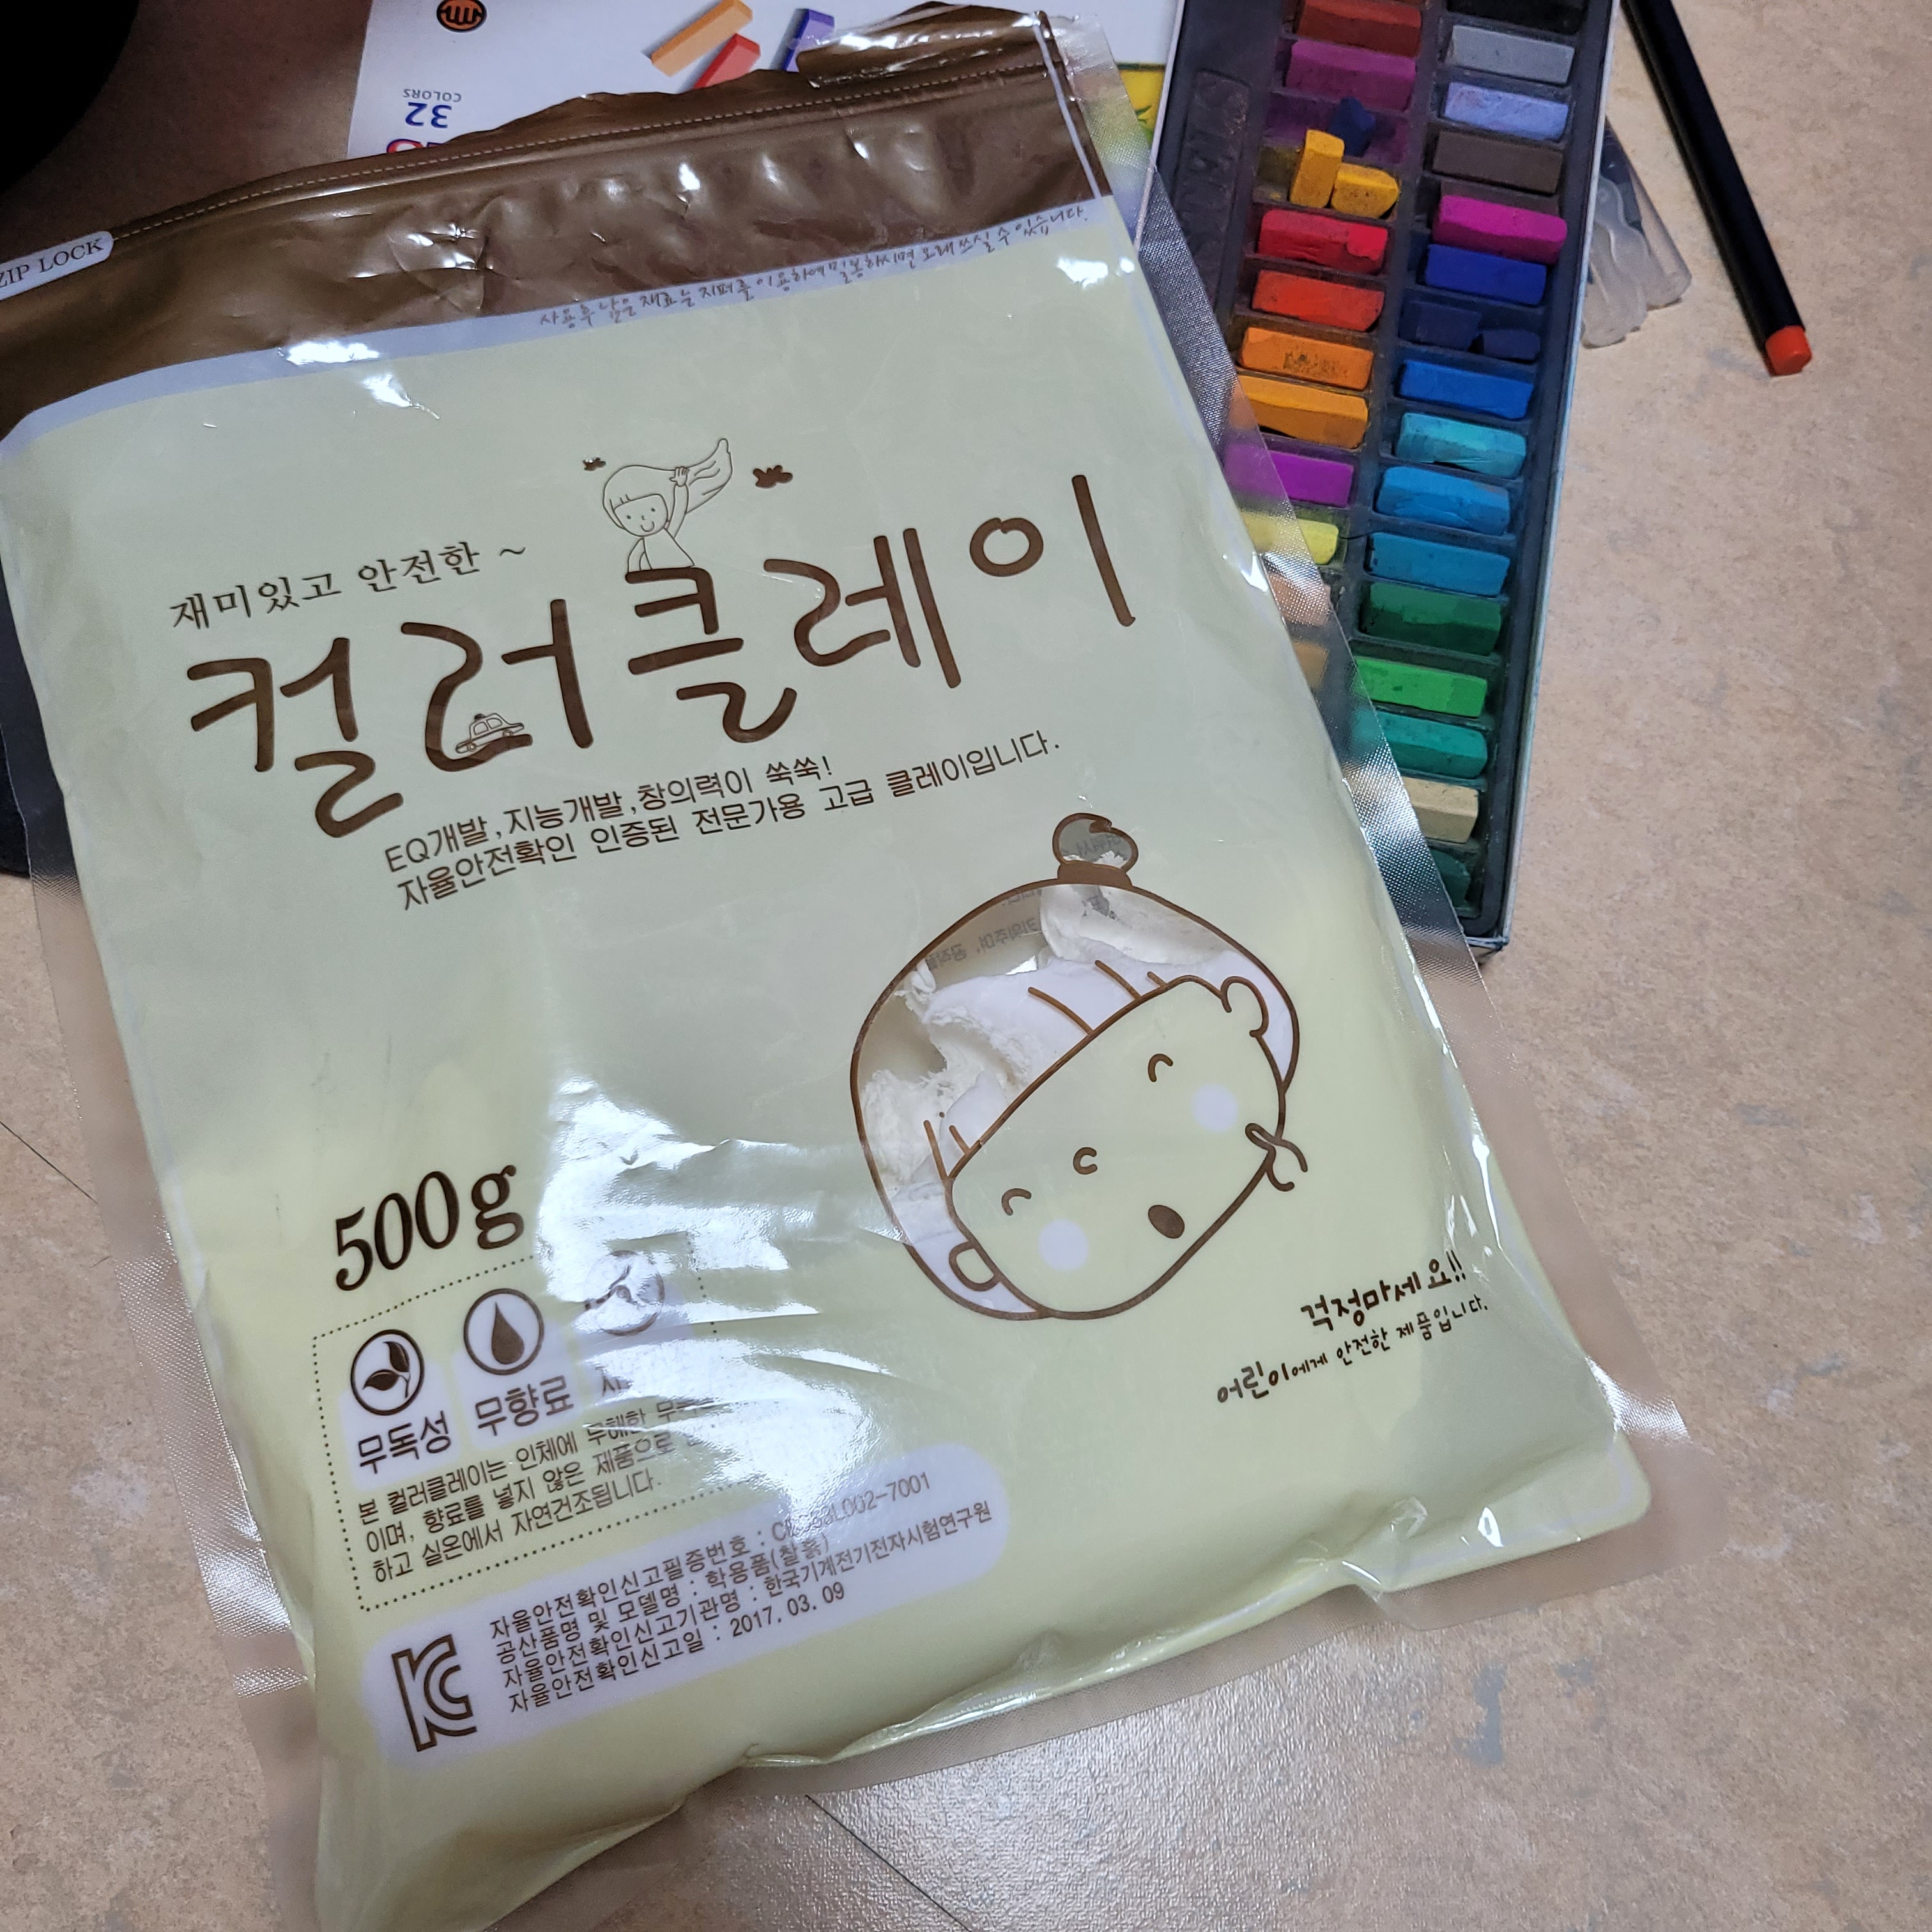 32
COLORS
ZIP LOCK
사용후 남은 재료는 지퍼를 이용하여 밀봉하시면 오래 쓰실 수 있습니다.
재미있고 안전한 ~
컬러클레이
EQ개발,지능개발,창의력이 쑥쑥!
자율안전확인 인증된 전문가용 고급 클레이입니다.
500g
무독성 무향료
본 컬러클레이는 인체에 무해한
이며, 향료를 넣지 않은 제품으로
하고 실온에서 자연건조됩니다.
걱정마세요!!
어린이에게 안전한 제품입니다.
자율안전확인신고필증번호 :
공산품명 및 모델명 : 학용품(찰흙)
자율안전확인신고기관명 : 한국기계전기전자시험연구원
자율안전확인신고일 : 2017. 03. 09